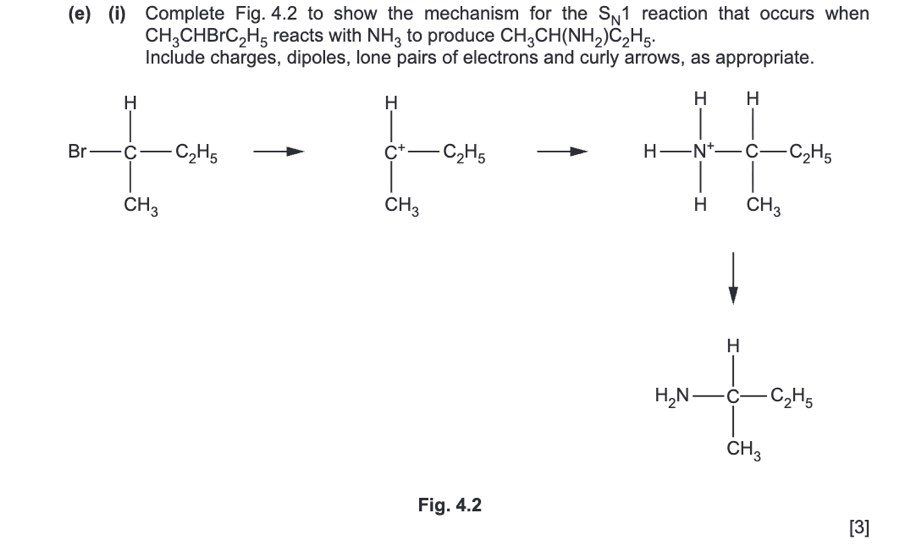 (e) (i) Complete Fig. 4.2 to show the mechanism for the SN1 reaction that occurs when
CH3CHBrC2H5 reacts with NH3 to produce CH3CH(NH2)C2H5.
Include charges, dipoles, lone pairs of electrons and curly arrows, as appropriate.
H H H H
Br C C2H5 C+ C2H5 H N+ C C2H5
CH3 CH3 H CH3
H
H2N C C2H5
CH3
Fig. 4.2
[3]